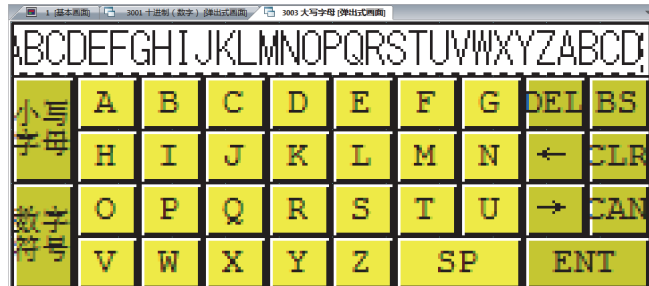 1 [基本画面] 3001 十进制 (数字) [弹出式画面] 3003 大写字母 [弹出式画面]
ABCDEFGHIJKLMNOPQRSTUVWXYZABCD
小写字母 A B C D E F G DEL BS
H I J K L M N ← CLR
数字符号 O P Q R S T U → CAN
V W X Y Z SP ENT